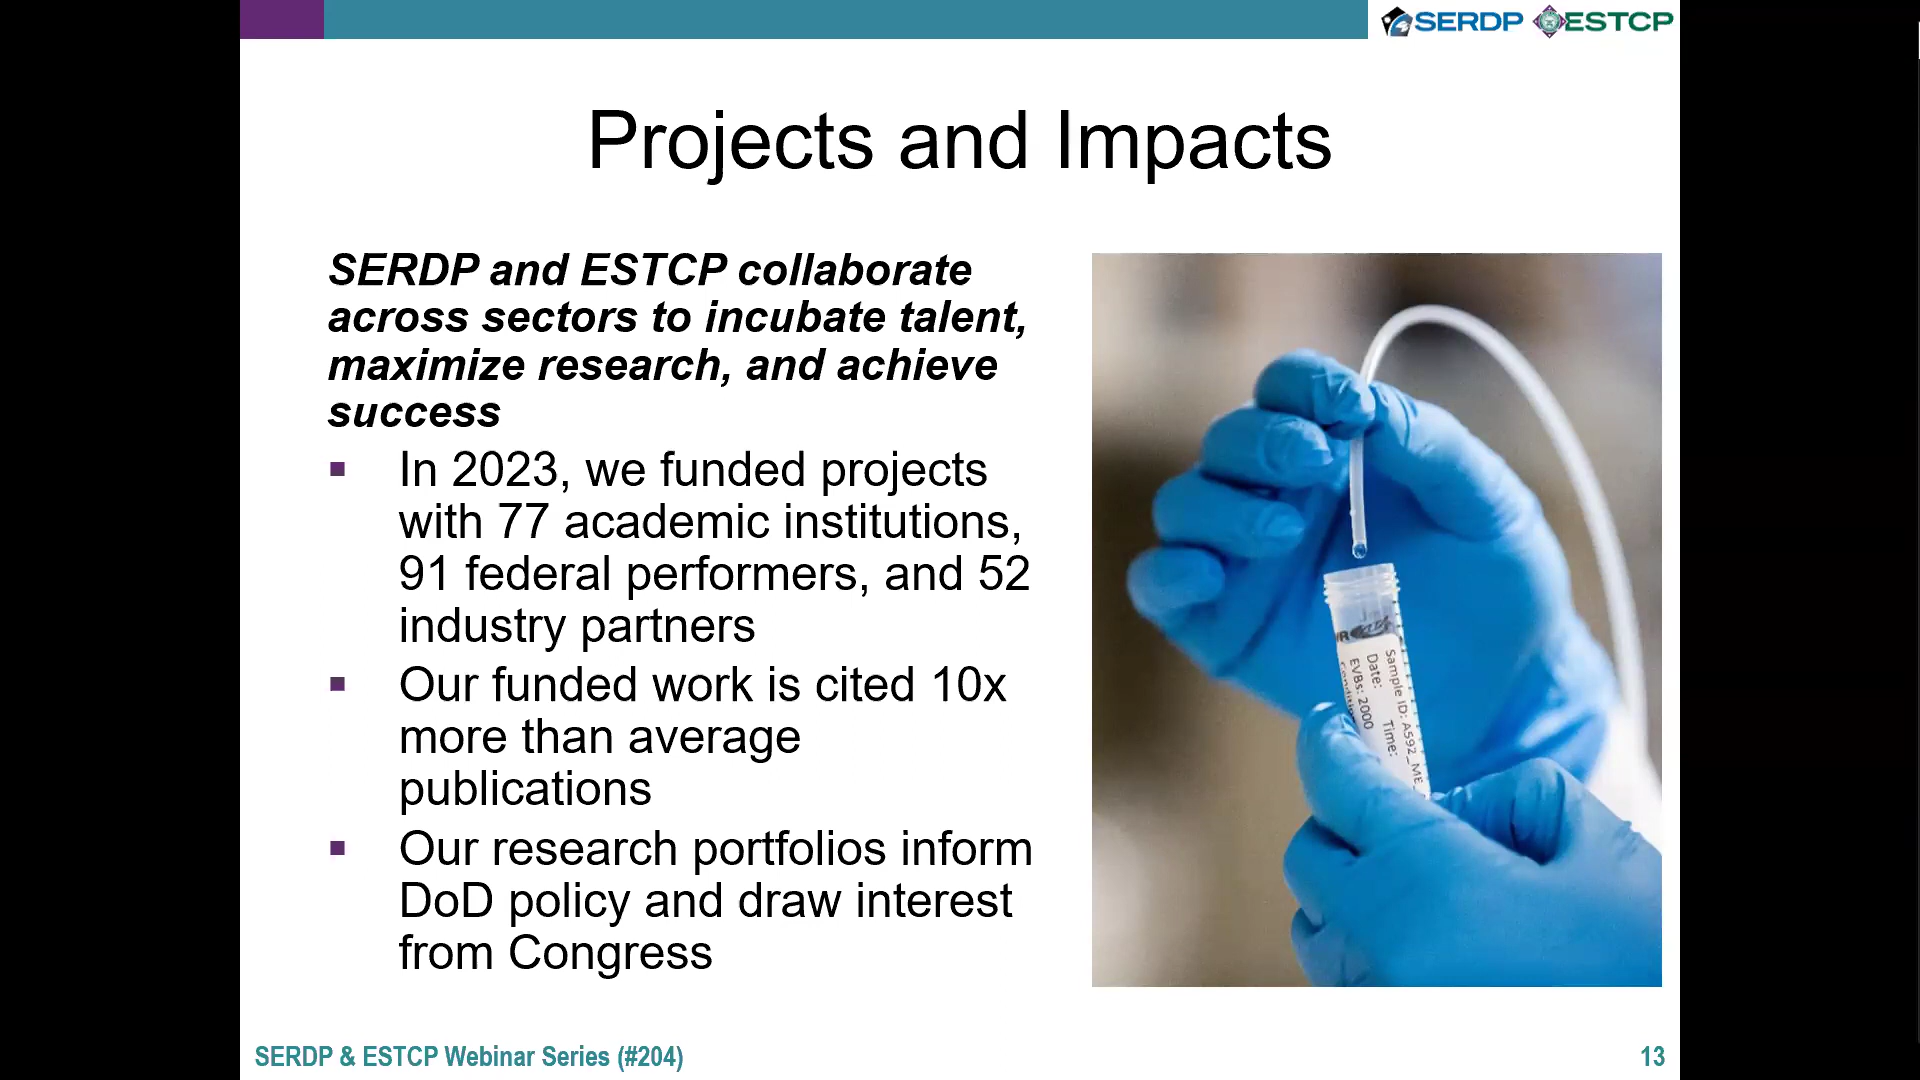 SERDP ESTCP
Projects and Impacts
SERDP and ESTCP collaborate
across sectors to incubate talent,
maximize research, and achieve
success
▪ In 2023, we funded projects
with 77 academic institutions,
91 federal performers, and 52
industry partners
▪ Our funded work is cited 10x
more than average
publications
▪ Our research portfolios inform
DoD policy and draw interest
from Congress
Sample ID: A592_ME_
Date: Time:
EVBs: 2000
SERDP & ESTCP Webinar Series (#204)
13